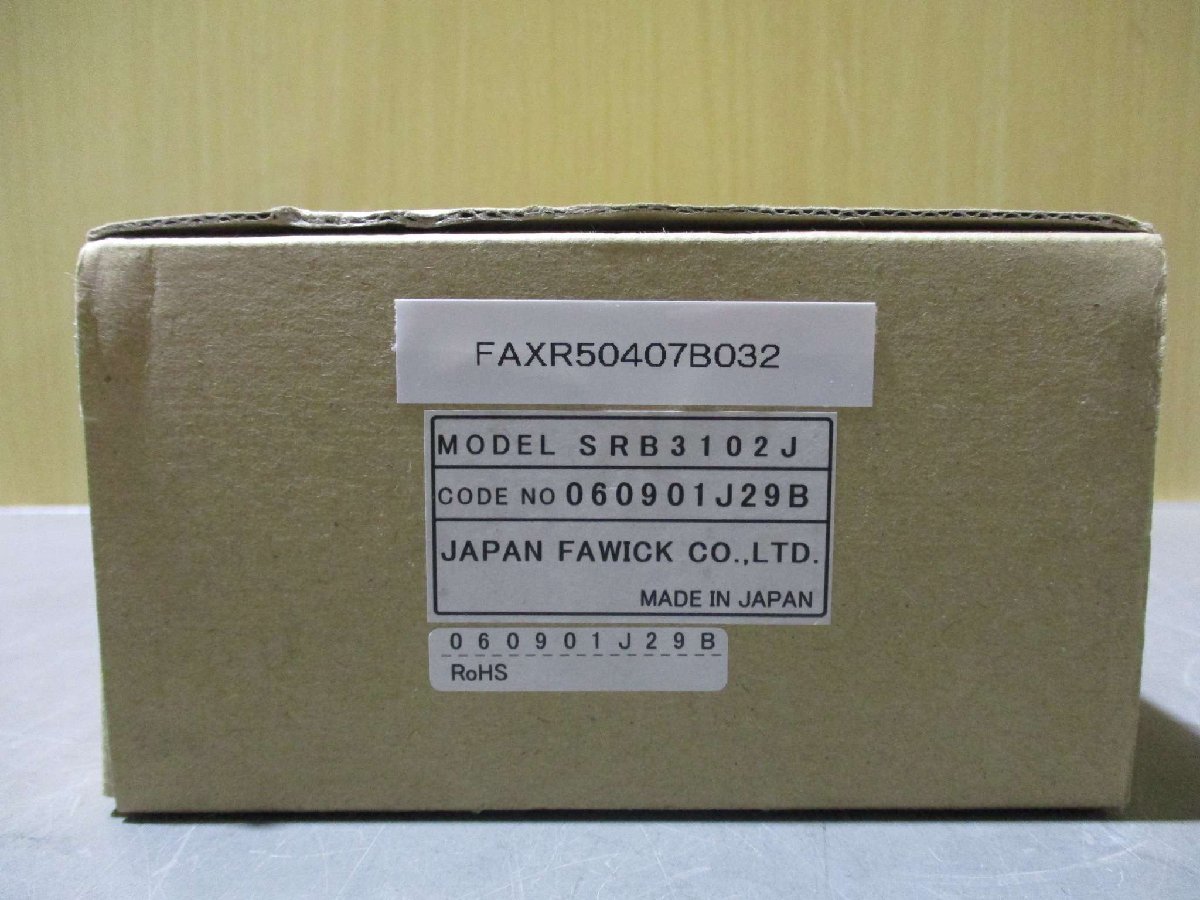 FAXR50407B032
MODEL SRB3102J
CODE NO 060901J29B
JAPAN FAWICK CO.,LTD.
MADE IN JAPAN
060901J29B
RoHS